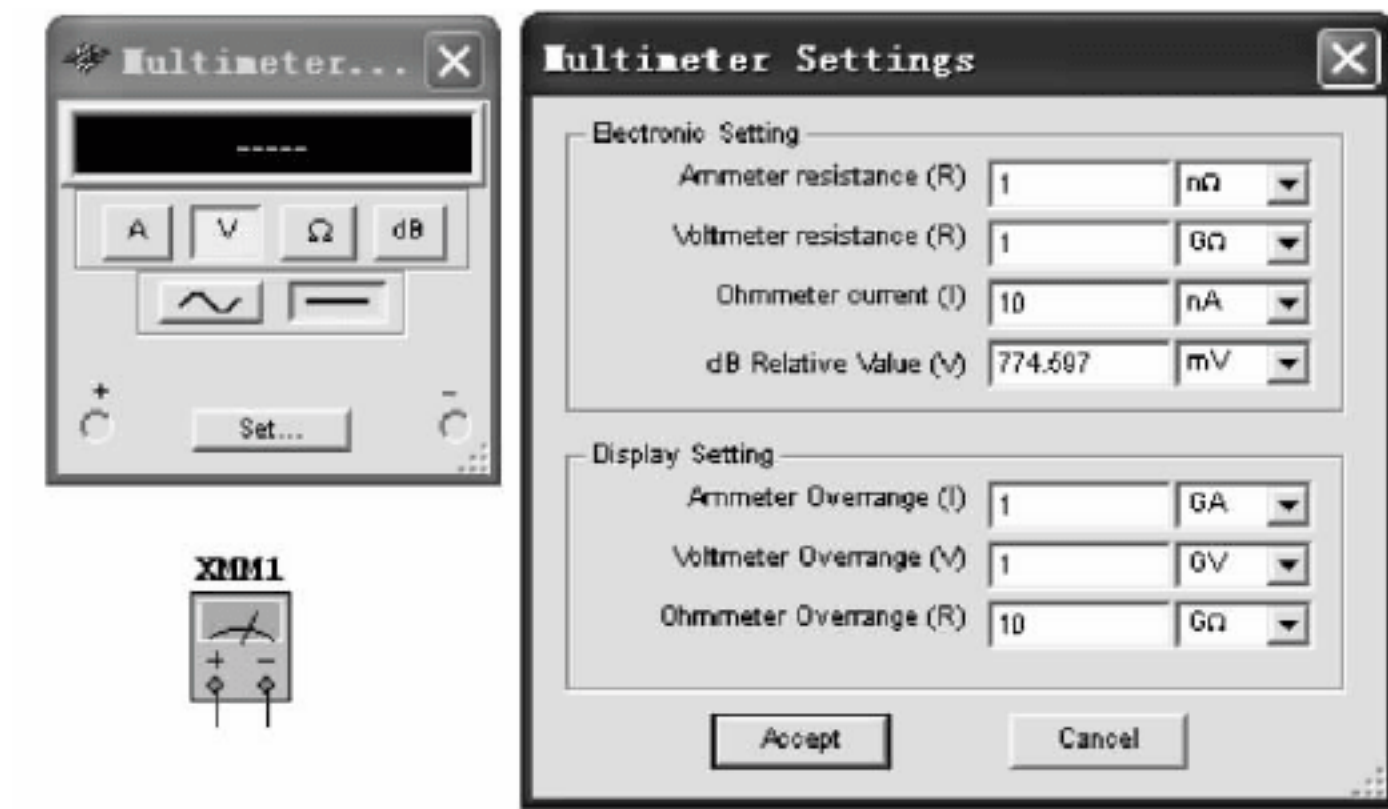 Multimeter...
-----
A V Ω dB
+ −
Set...
XMM1
+ −
Multimeter Settings
Electronic Setting
Ammeter resistance (R) 1 nΩ
Voltmeter resistance (R) 1 GΩ
Ohmmeter current (I) 10 nA
dB Relative Value (V) 774.597 mV
Display Setting
Ammeter Overrange (I) 1 GA
Voltmeter Overrange (V) 1 GV
Ohmmeter Overrange (R) 10 GΩ
Accept Cancel